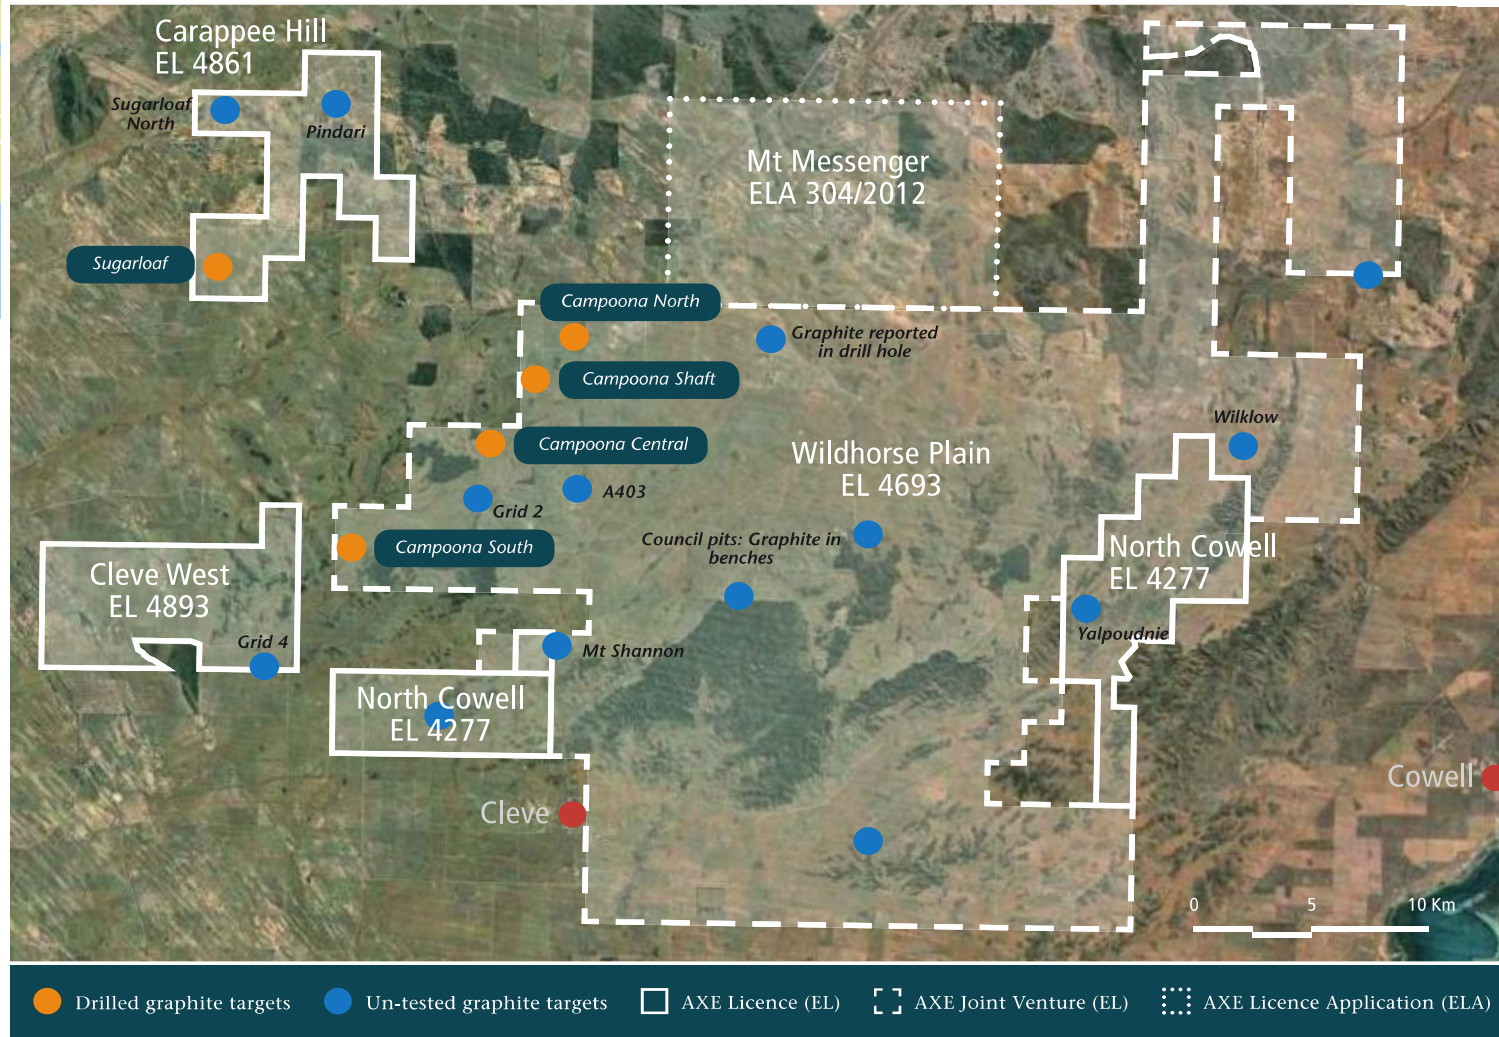 Carappee Hill
EL 4861
Sugarloaf
North
Pindari
Mt Messenger
ELA 304/2012
Sugarloaf
Campoona North
Graphite reported
in drill hole
Campoona Shaft
Wilklow
Campoona Central
Wildhorse Plain
EL 4693
A403
Grid 2
Council pits: Graphite in
benches
Campoona South
North Cowell
EL 4277
Cleve West
EL 4893
Yalpoudnie
Grid 4
Mt Shannon
North Cowell
EL 4277
Cowell
Cleve
0 5 10 Km
Drilled graphite targets
Un-tested graphite targets
AXE Licence (EL)
AXE Joint Venture (EL)
AXE Licence Application (ELA)